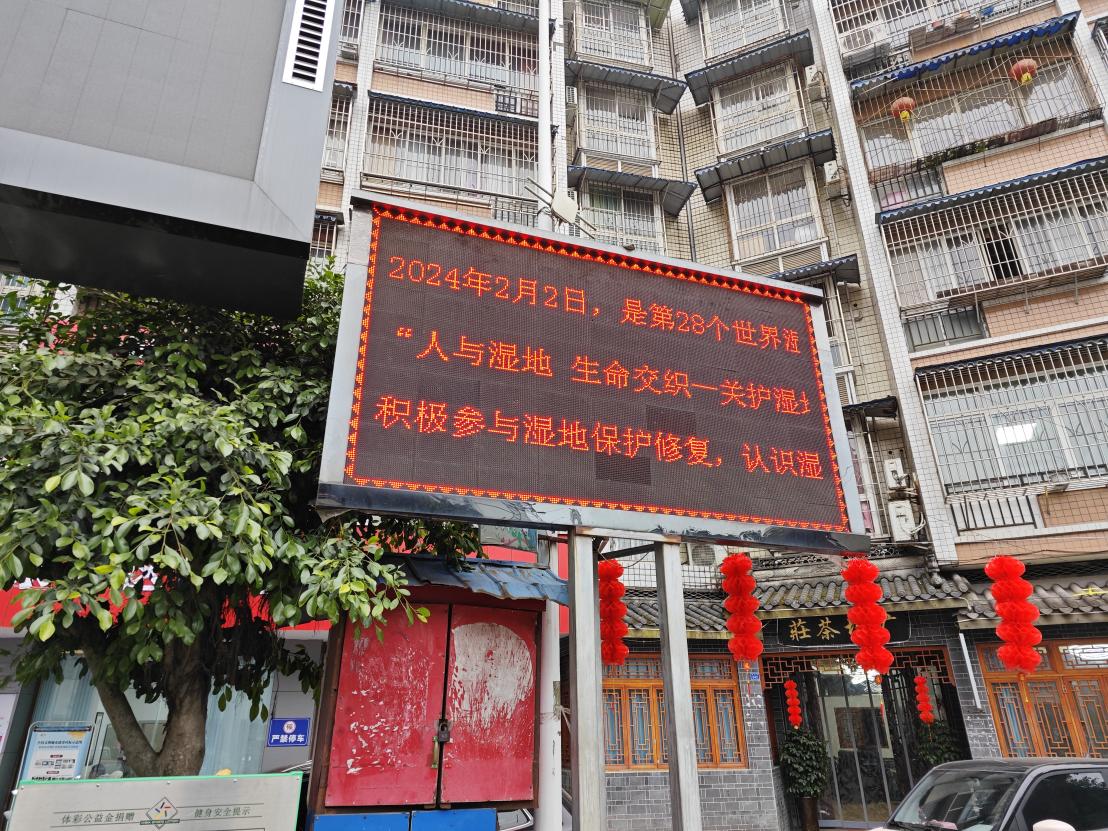 2024年2月2日，是第28个世界湿
“人与湿地 生命交织一关护湿
积极参与湿地保护修复，认识湿
莊茶
严禁停车
体彩公益金捐赠
健身安全提示